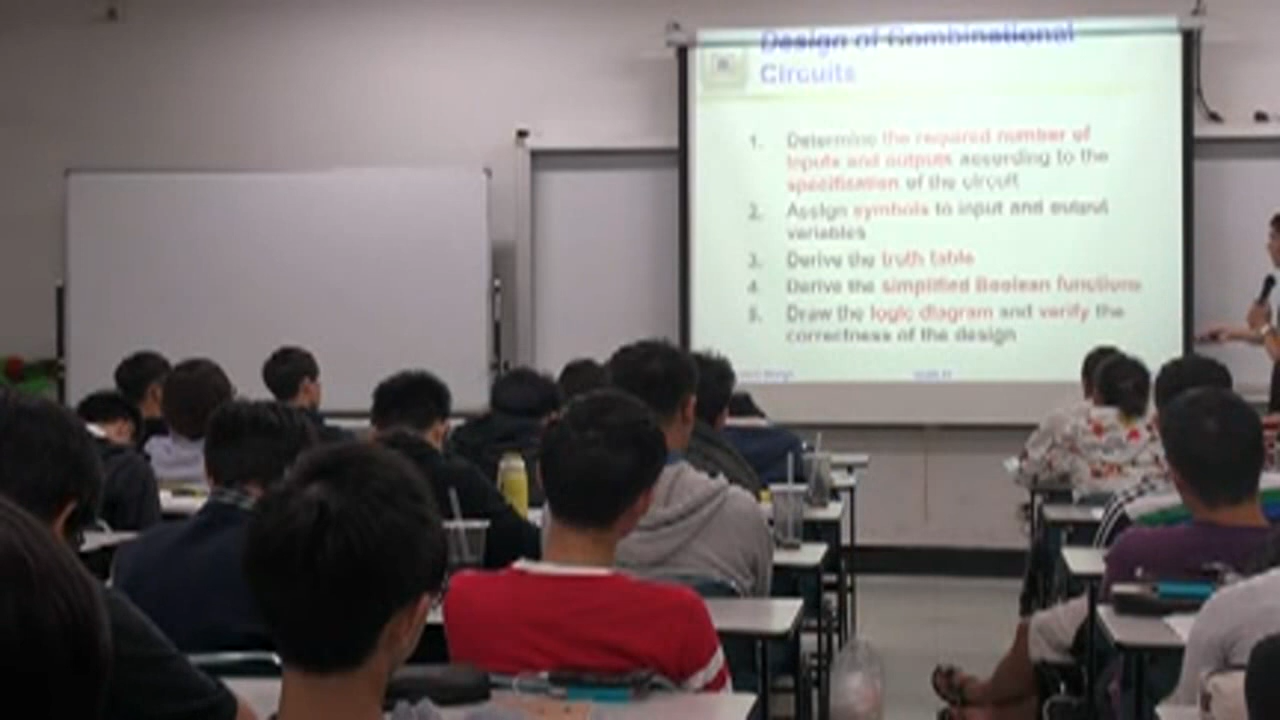 Design of Combinational
Circuits
1. Determine the required number of
inputs and outputs according to the
specification of the circuit
2. Assign symbols to input and output
variables
3. Derive the truth table
4. Derive the simplified Boolean functions
5. Draw the logic diagram and verify the
correctness of the design